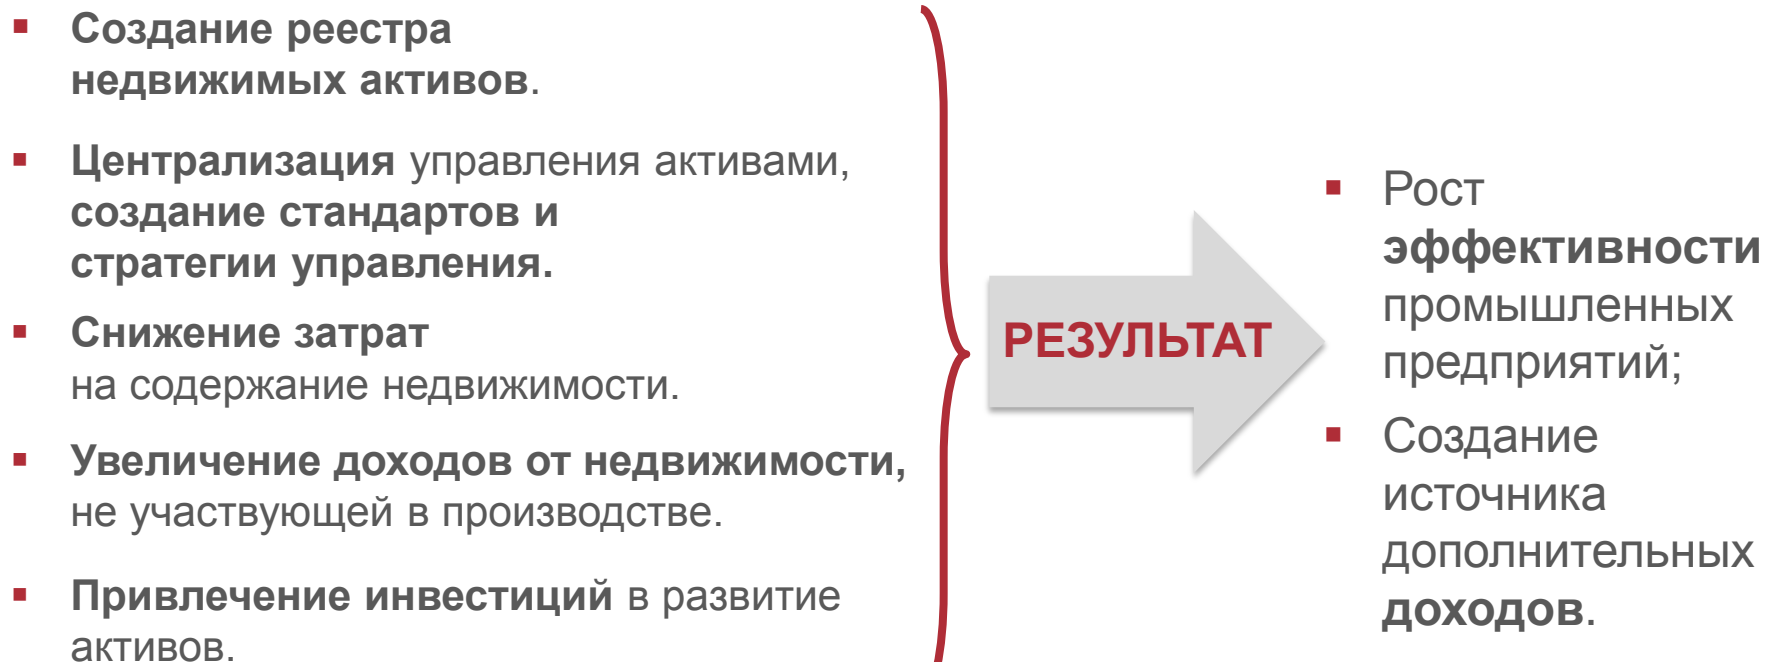 Создание реестра
недвижимых активов.
Централизация управления активами,
создание стандартов и
стратегии управления.
Снижение затрат
на содержание недвижимости.
Увеличение доходов от недвижимости,
не участвующей в производстве.
Привлечение инвестиций в развитие
активов.
РЕЗУЛЬТАТ
Рост
эффективности
промышленных
предприятий;
Создание
источника
дополнительных
доходов.